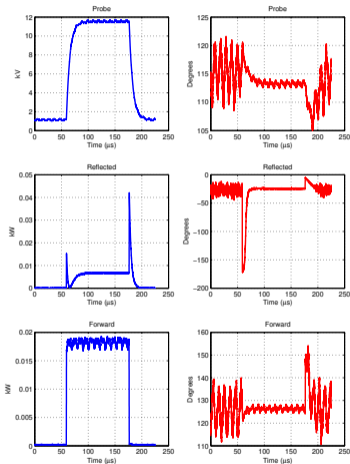 Probe
kV
12
10
8
6
4
2
0
0 50 100 150 200 250
Time (µs)
Probe
Degrees
125
120
115
110
105
0 50 100 150 200 250
Time (µs)
Reflected
kW
0.05
0.04
0.03
0.02
0.01
0
0 50 100 150 200 250
Time (µs)
Reflected
Degrees
0
−50
−100
−150
−200
0 50 100 150 200 250
Time (µs)
Forward
kW
0.02
0.015
0.01
0.005
0
0 50 100 150 200 250
Time (µs)
Forward
Degrees
160
150
140
130
120
110
0 50 100 150 200 250
Time (µs)